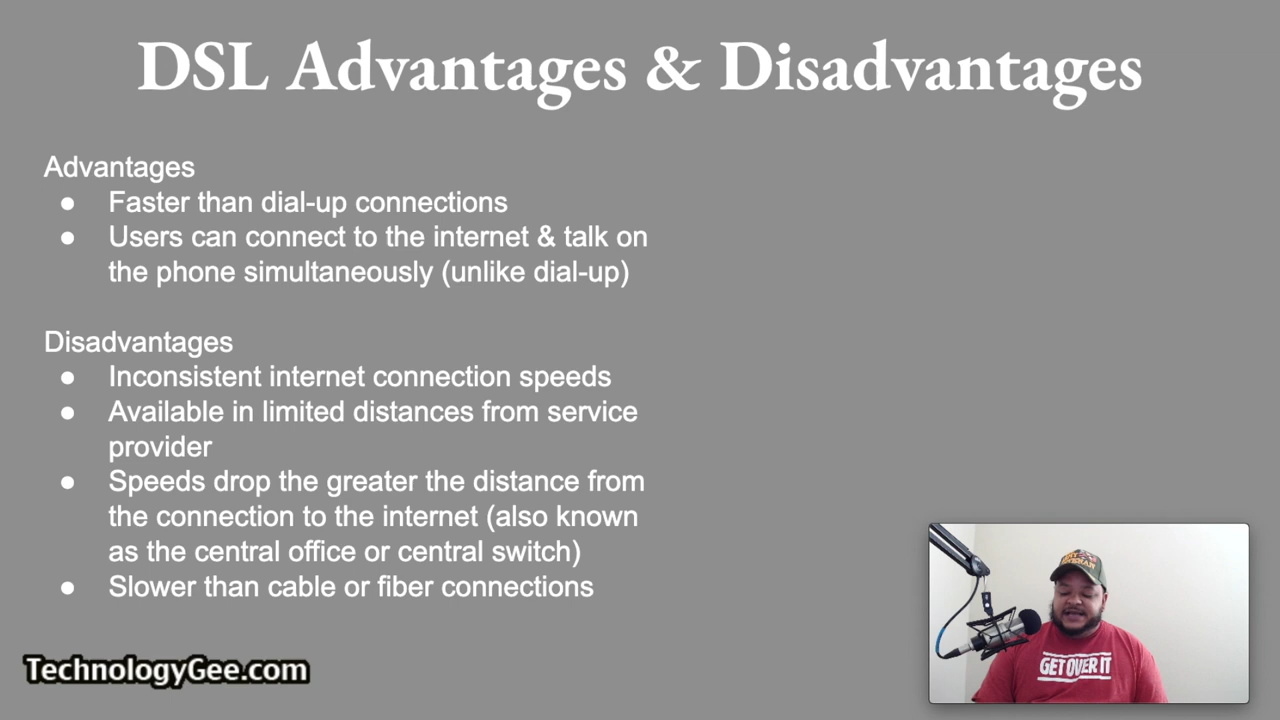 DSL Advantages & Disadvantages
Advantages
● Faster than dial-up connections
● Users can connect to the internet & talk on
the phone simultaneously (unlike dial-up)
Disadvantages
● Inconsistent internet connection speeds
● Available in limited distances from service
provider
● Speeds drop the greater the distance from
the connection to the internet (also known
as the central office or central switch)
● Slower than cable or fiber connections
TechnologyGee.com
GET OVER IT